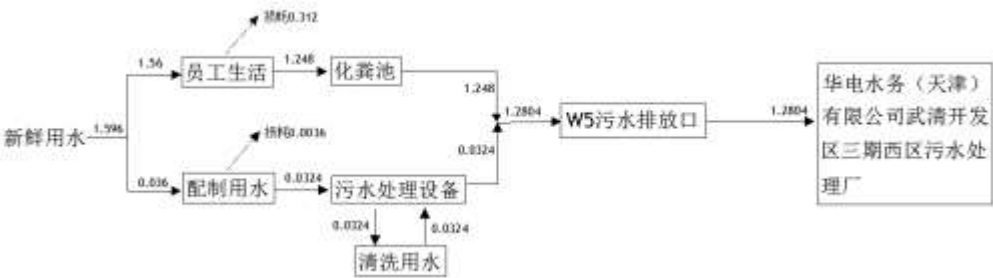 损耗0.312
1.56
员工生活
1.248
化粪池
1.248
新鲜用水
1.596
1.2804
W5污水排放口
1.2804
华电水务（天津）
有限公司武清开发
区三期西区污水处
理厂
损耗0.0036
0.0324
0.036
配制用水
0.0324
污水处理设备
0.0324
0.0324
清洗用水